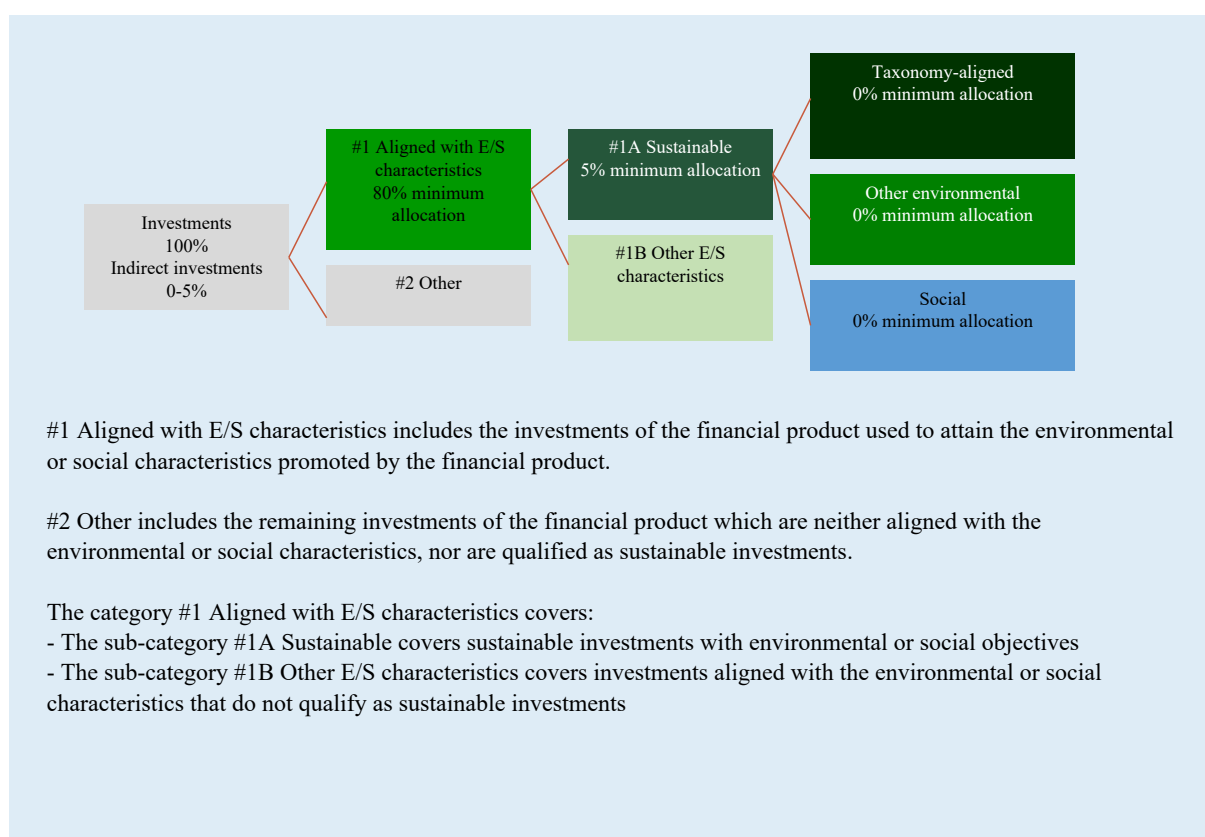 Investments
100%
Indirect investments
0-5%
#1 Aligned with E/S
characteristics
80% minimum
allocation
#2 Other
#1A Sustainable
5% minimum allocation
#1B Other E/S
characteristics
Taxonomy-aligned
0% minimum allocation
Other environmental
0% minimum allocation
Social
0% minimum allocation
#1 Aligned with E/S characteristics includes the investments of the financial product used to attain the environmental
or social characteristics promoted by the financial product.
#2 Other includes the remaining investments of the financial product which are neither aligned with the
environmental or social characteristics, nor are qualified as sustainable investments.
The category #1 Aligned with E/S characteristics covers:
- The sub-category #1A Sustainable covers sustainable investments with environmental or social objectives
- The sub-category #1B Other E/S characteristics covers investments aligned with the environmental or social
characteristics that do not qualify as sustainable investments